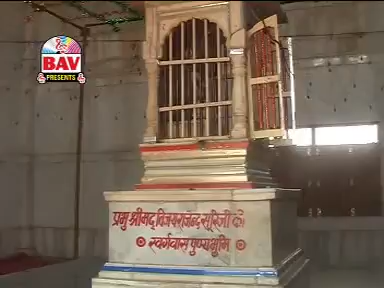 BAV
PRESENTS
प्रभु श्रीमद् विजयराजेन्द्र सूरिजी की
स्वर्गवास पुण्यभूमि